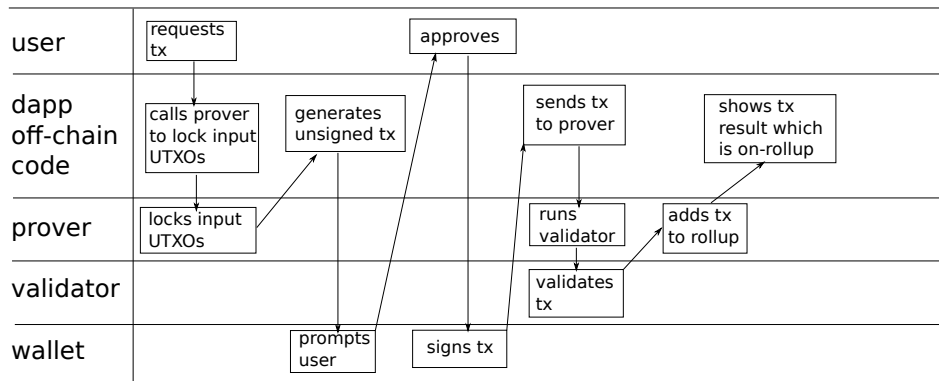 user
requests
tx
approves
dapp
off-chain
code
calls prover
to lock input
UTXOs
generates
unsigned tx
sends tx
to prover
shows tx
result which
is on-rollup
prover
locks input
UTXOs
runs
validator
adds tx
to rollup
validator
validates
tx
wallet
prompts
user
signs tx